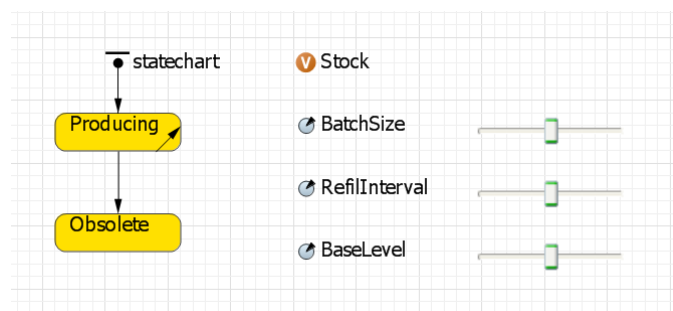 statechart
V Stock
Producing
BatchSize
RefilInterval
Obsolete
BaseLevel